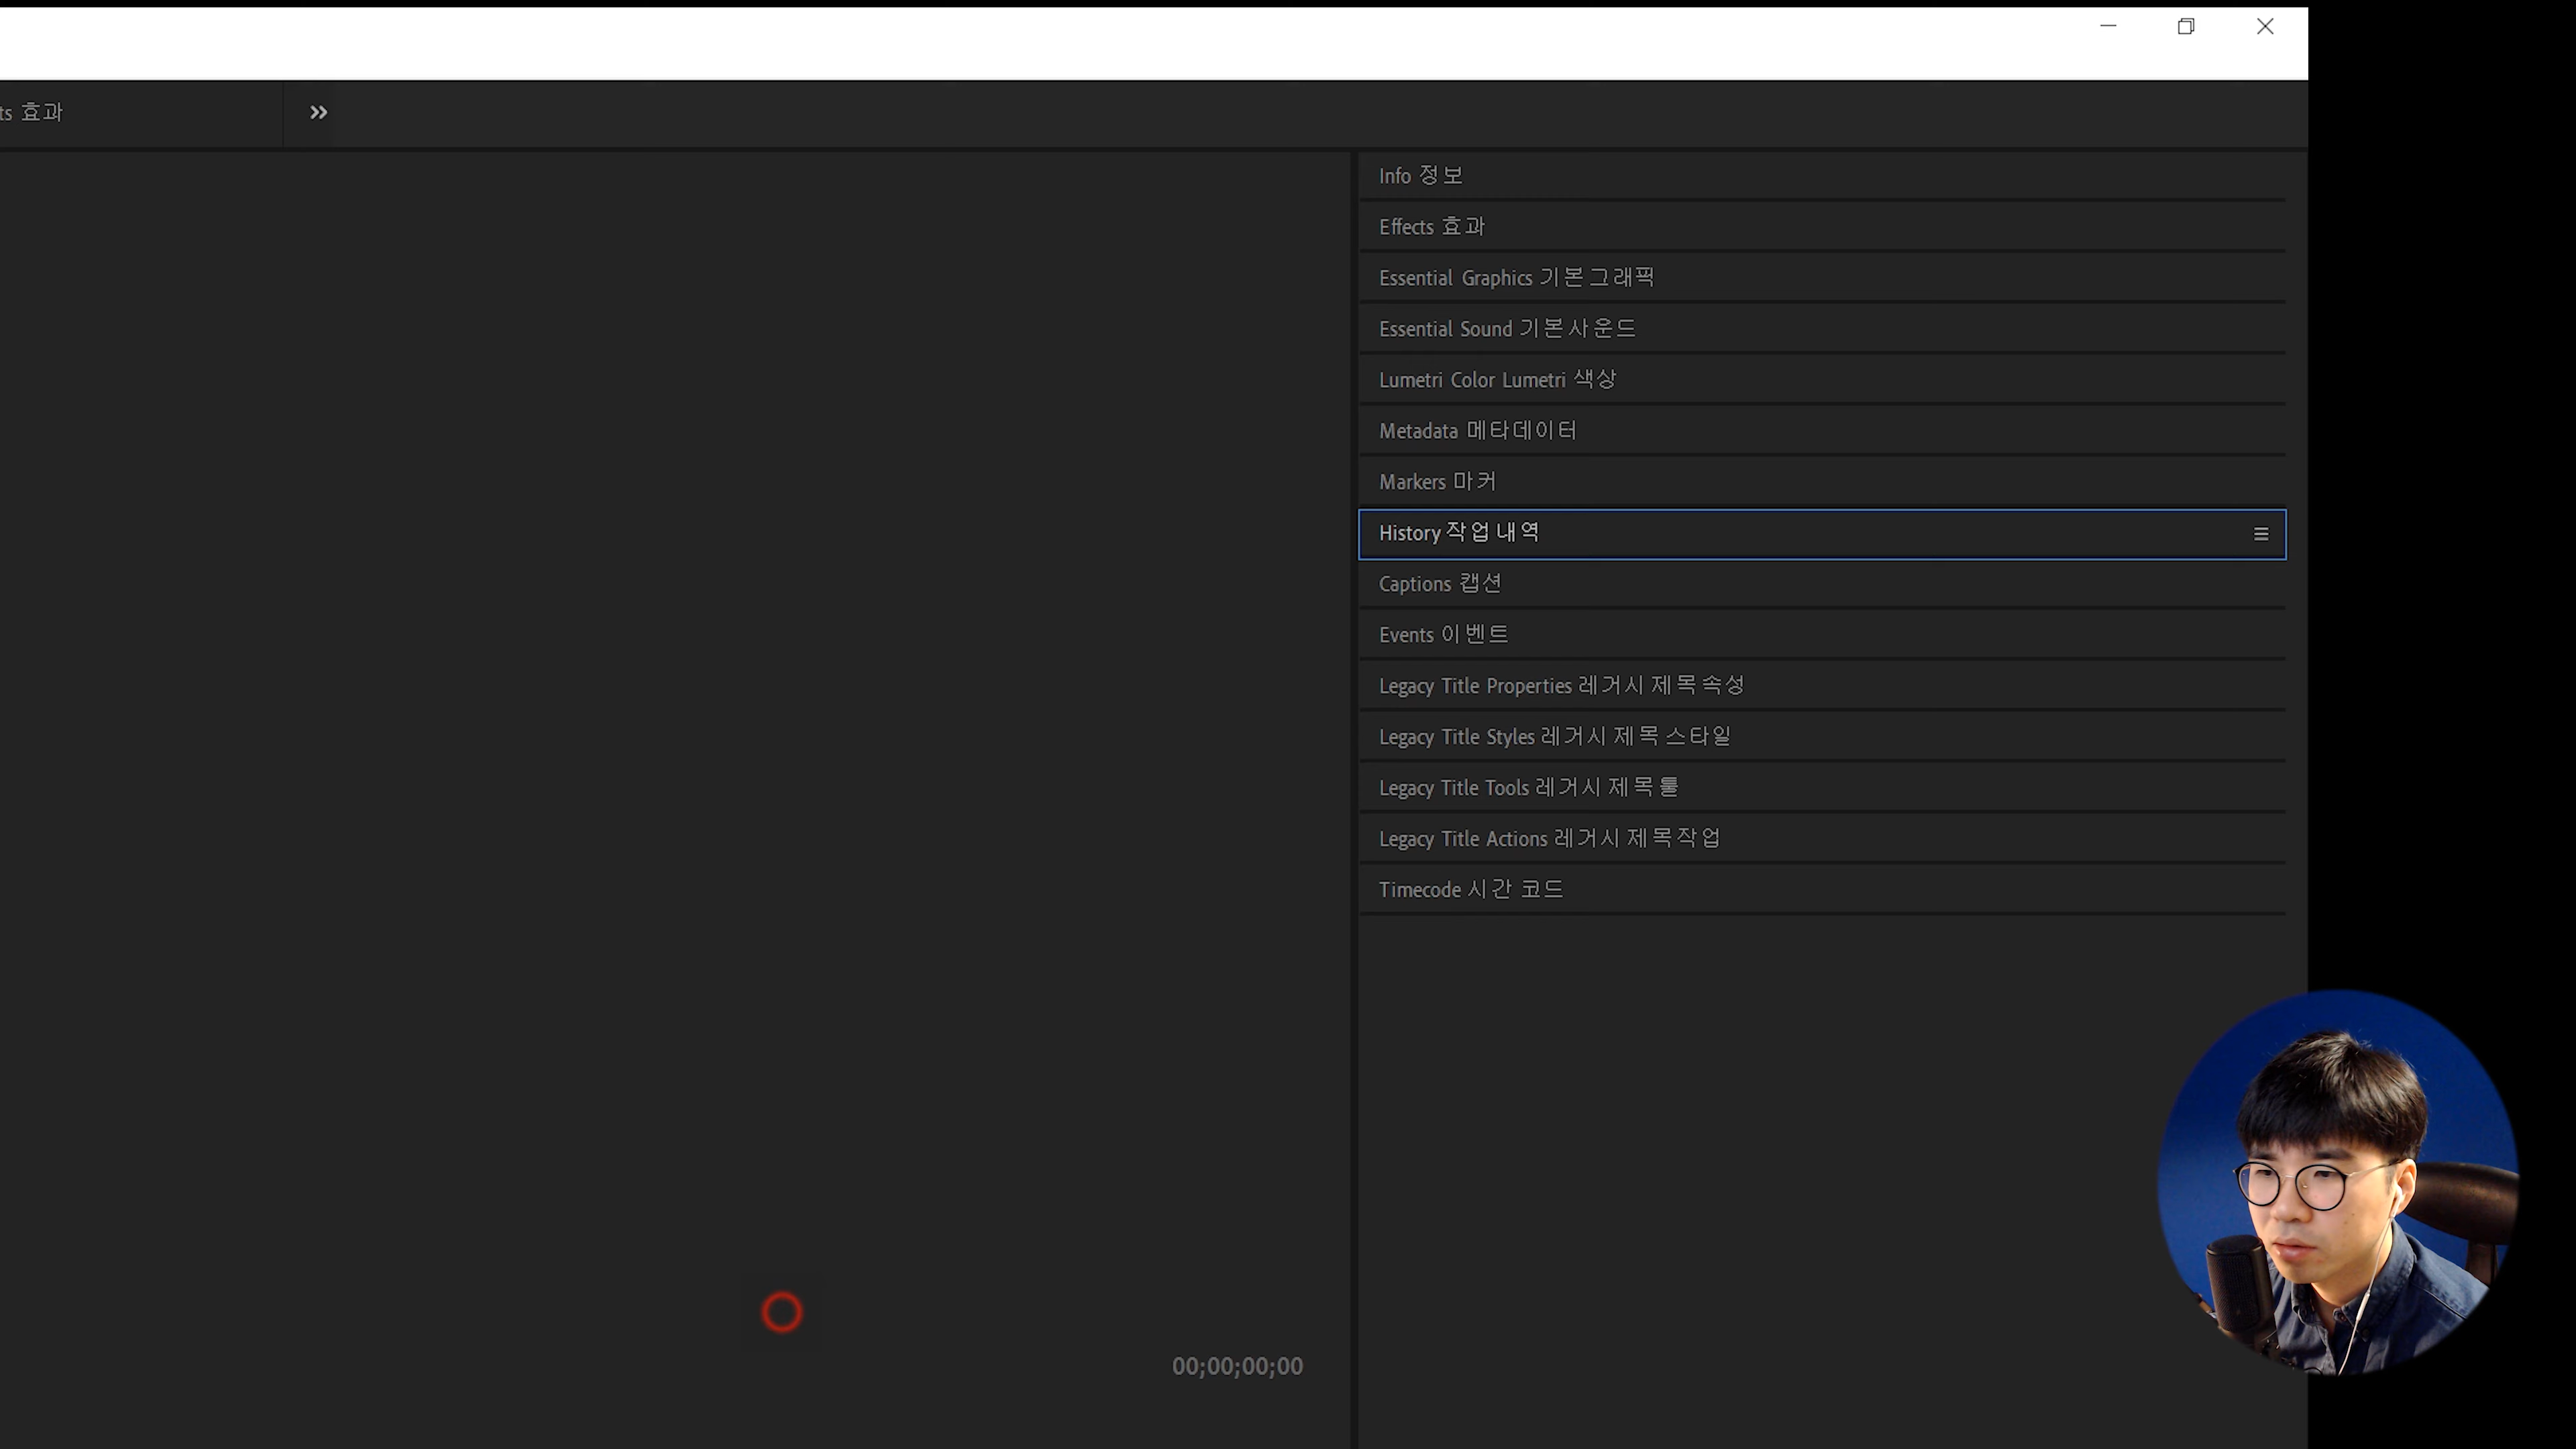 ts 효과
Info 정보
Effects 효과
Essential Graphics 기본그래픽
Essential Sound 기본사운드
Lumetri Color Lumetri 색상
Metadata 메타데이터
Markers 마커
History 작업내역
Captions 캡션
Events 이벤트
Legacy Title Properties 레거시 제목속성
Legacy Title Styles 레거시 제목 스타일
Legacy Title Tools 레거시 제목 툴
Legacy Title Actions 레거시 제목작업
Timecode 시간 코드
00;00;00;00